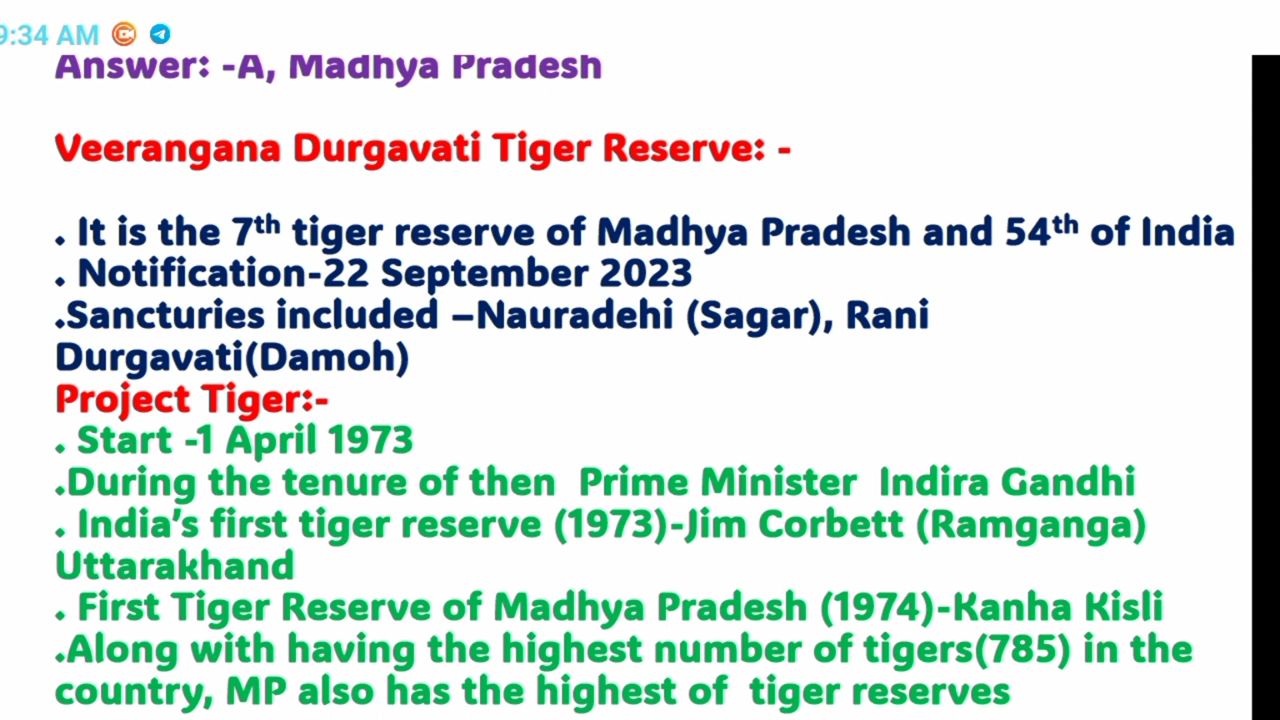 9:34 AM
Answer: -A, Madhya Pradesh
Veerangana Durgavati Tiger Reserve: -
. It is the 7th tiger reserve of Madhya Pradesh and 54th of India
. Notification-22 September 2023
.Sancturies included –Nauradehi (Sagar), Rani
Durgavati(Damoh)
Project Tiger:-
. Start -1 April 1973
.During the tenure of then Prime Minister Indira Gandhi
. India’s first tiger reserve (1973)-Jim Corbett (Ramganga)
Uttarakhand
. First Tiger Reserve of Madhya Pradesh (1974)-Kanha Kisli
.Along with having the highest number of tigers(785) in the
country, MP also has the highest of tiger reserves